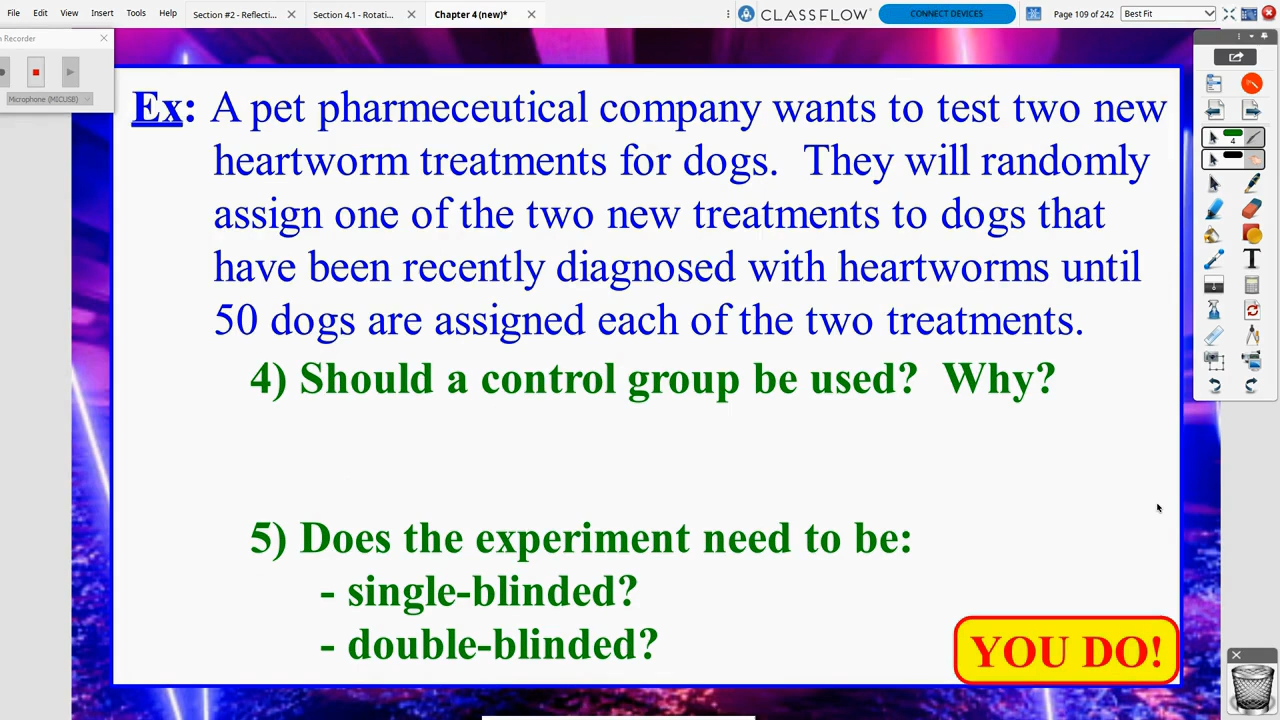 File Edit View Insert Tools Help
Section #2 - Reflecti...
Section 4.1 - Rotati...
Chapter 4 (new)*
CLASSFLOW
CONNECT DEVICES
Page 109 of 242
Best Fit
Recorder
Microphone (MICUSB)
4
Ex: A pet pharmeceutical company wants to test two new
heartworm treatments for dogs. They will randomly
assign one of the two new treatments to dogs that
have been recently diagnosed with heartworms until
50 dogs are assigned each of the two treatments.
4) Should a control group be used? Why?
5) Does the experiment need to be:
- single-blinded?
- double-blinded?
YOU DO!